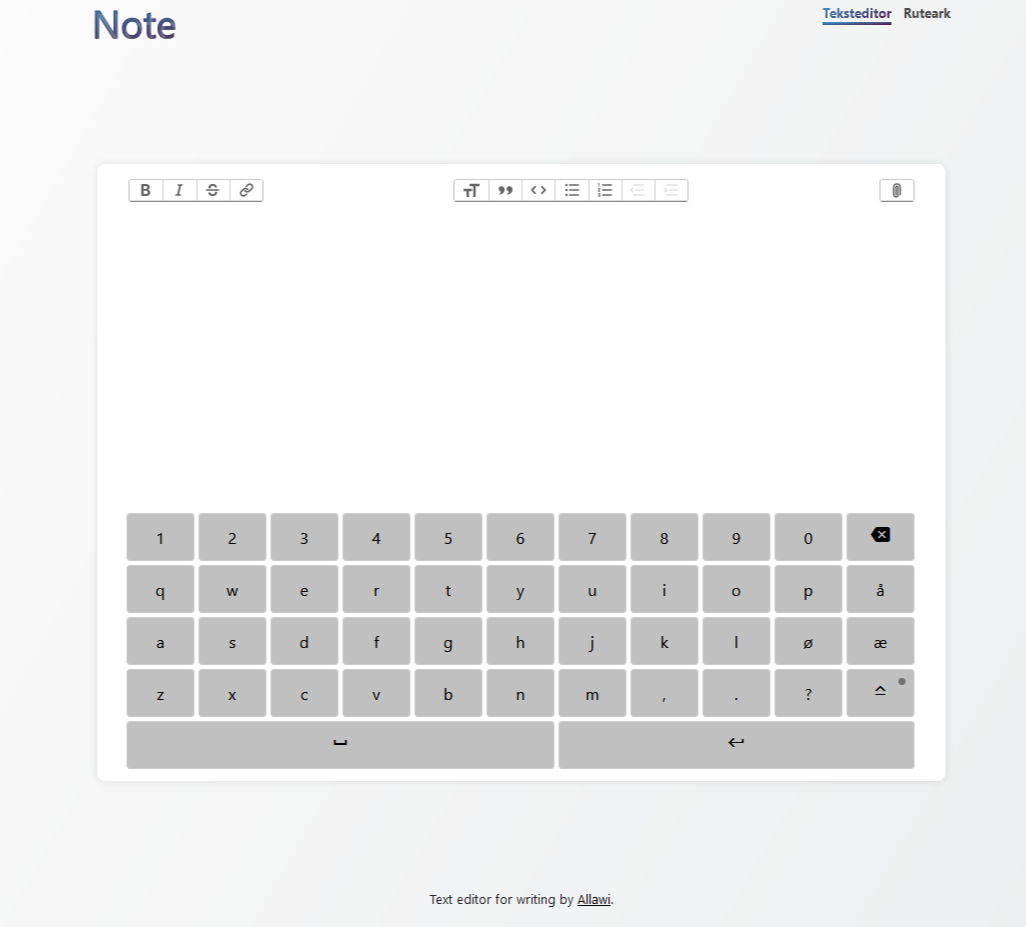 Note
Teksteditor Ruteark
B I S
1 2 3 4 5 6 7 8 9 0
q w e r t y u i o p å
a s d f g h j k l ø æ
z x c v b n m , . ?
Text editor for writing by Allawi.